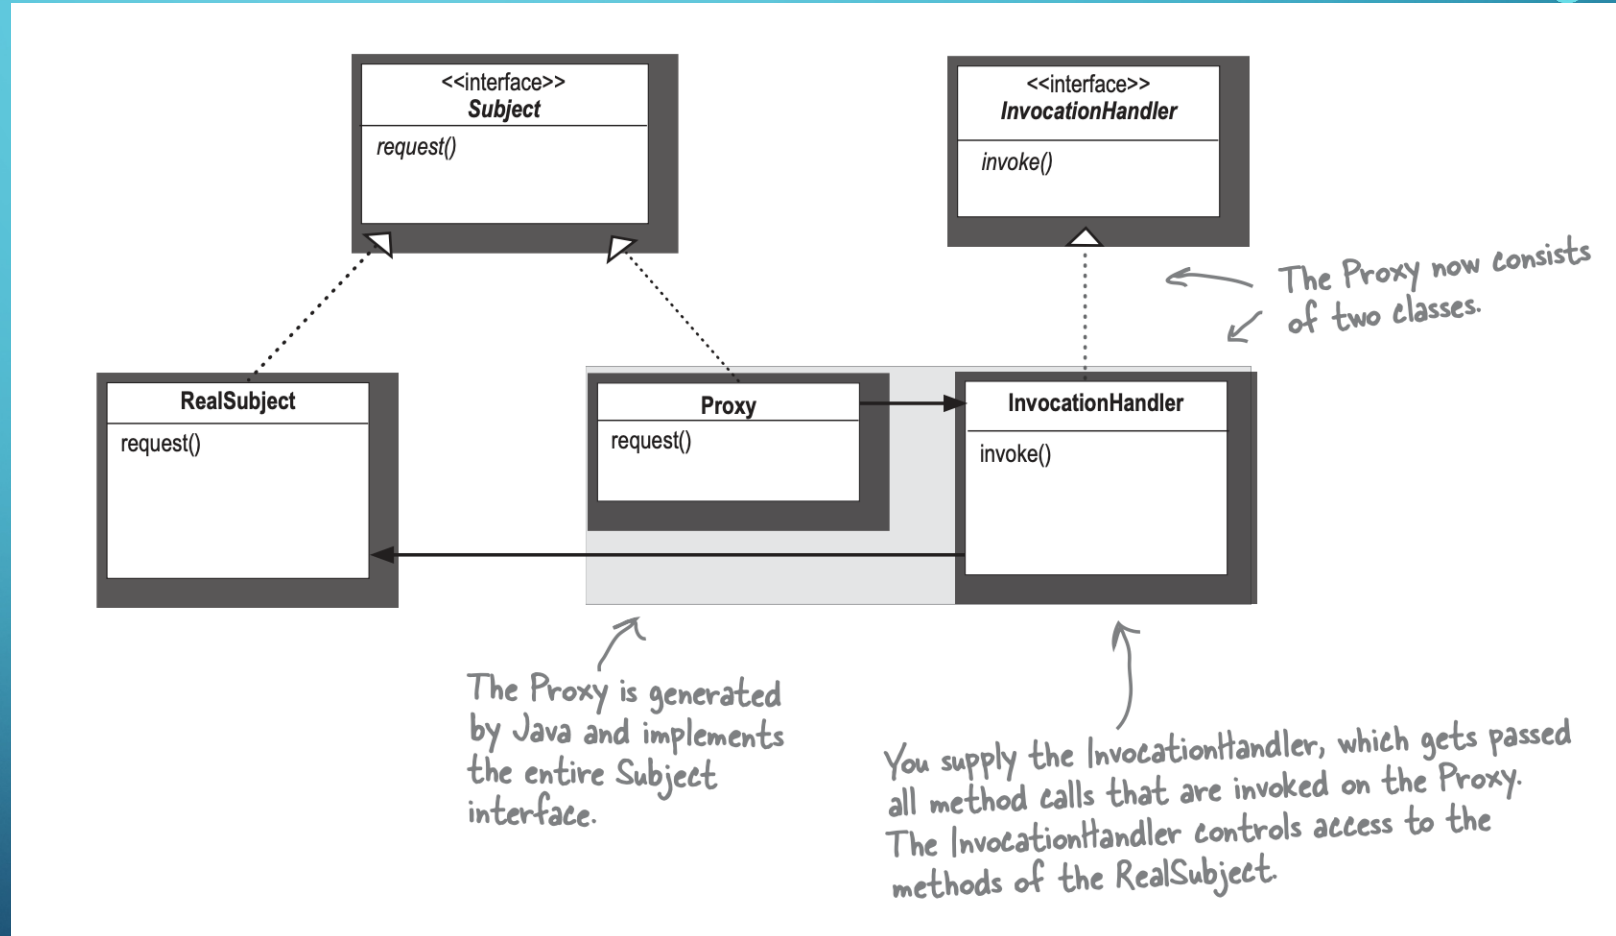 <<interface>>
Subject
request()
<<interface>>
InvocationHandler
invoke()
The Proxy now consists
of two classes.
RealSubject
request()
Proxy
request()
InvocationHandler
invoke()
The Proxy is generated
by Java and implements
the entire Subject
interface.
You supply the InvocationHandler, which gets passed
all method calls that are invoked on the Proxy.
The InvocationHandler controls access to the
methods of the RealSubject.